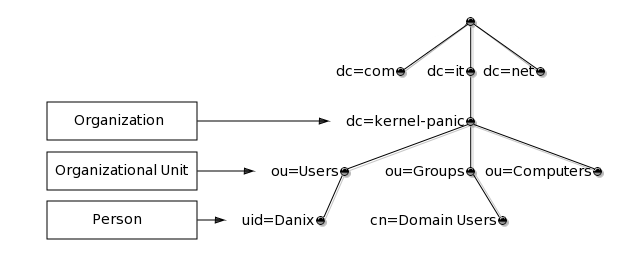 dc=com dc=it dc=net
Organization dc=kernel-panic
Organizational Unit ou=Users ou=Groups ou=Computers
Person uid=Danix cn=Domain Users